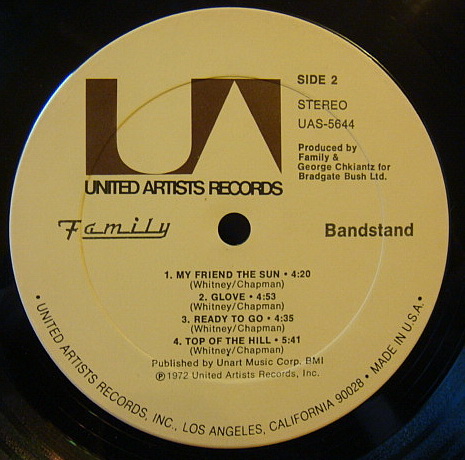 UA
SIDE 2
STEREO
UAS-5644
Produced by
Family &
George Chkiantz for
Bradgate Bush Ltd.
UNITED ARTISTS RECORDS
Family
Bandstand
1. MY FRIEND THE SUN • 4:20
(Whitney/Chapman)
2. GLOVE • 4:53
(Whitney/Chapman)
3. READY TO GO • 4:35
(Whitney/Chapman)
4. TOP OF THE HILL • 5:41
(Whitney/Chapman)
Published by Unart Music Corp. BMI
℗ 1972 United Artists Records, Inc.
• UNITED ARTISTS RECORDS, INC., LOS ANGELES, CALIFORNIA 90028 • MADE IN U.S.A. •